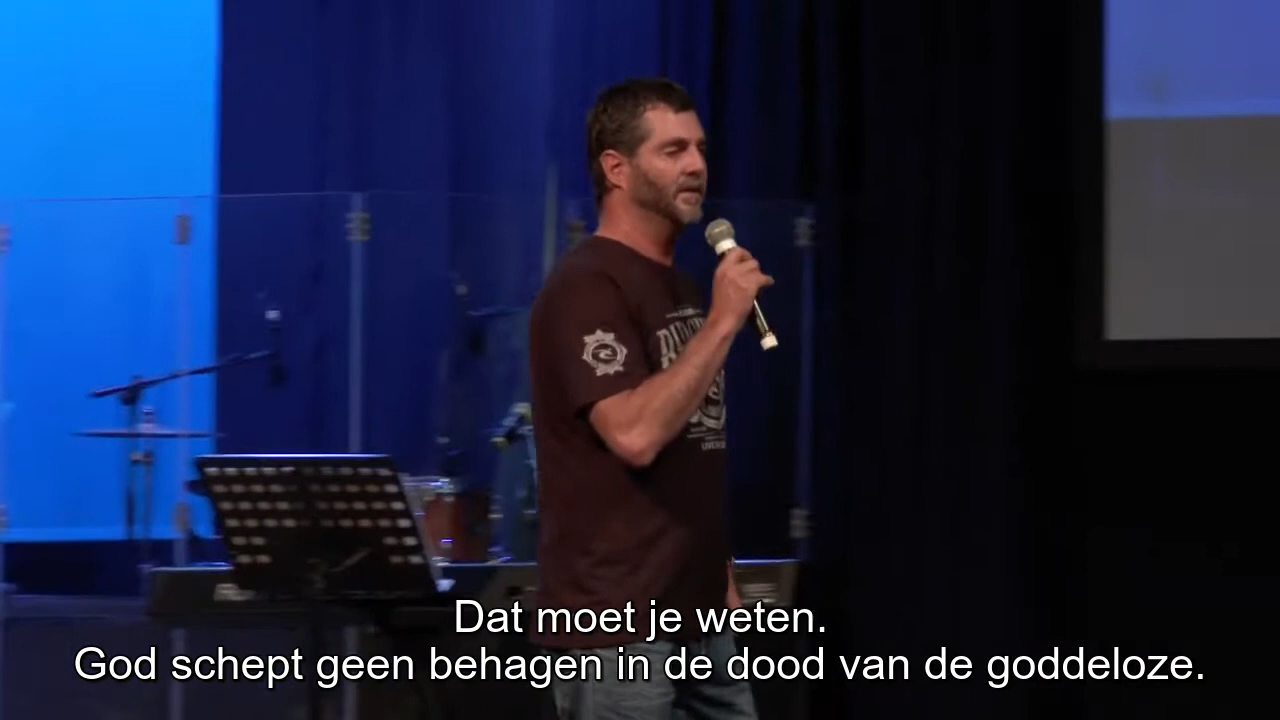 Dat moet je weten.
God schept geen behagen in de dood van de goddeloze.